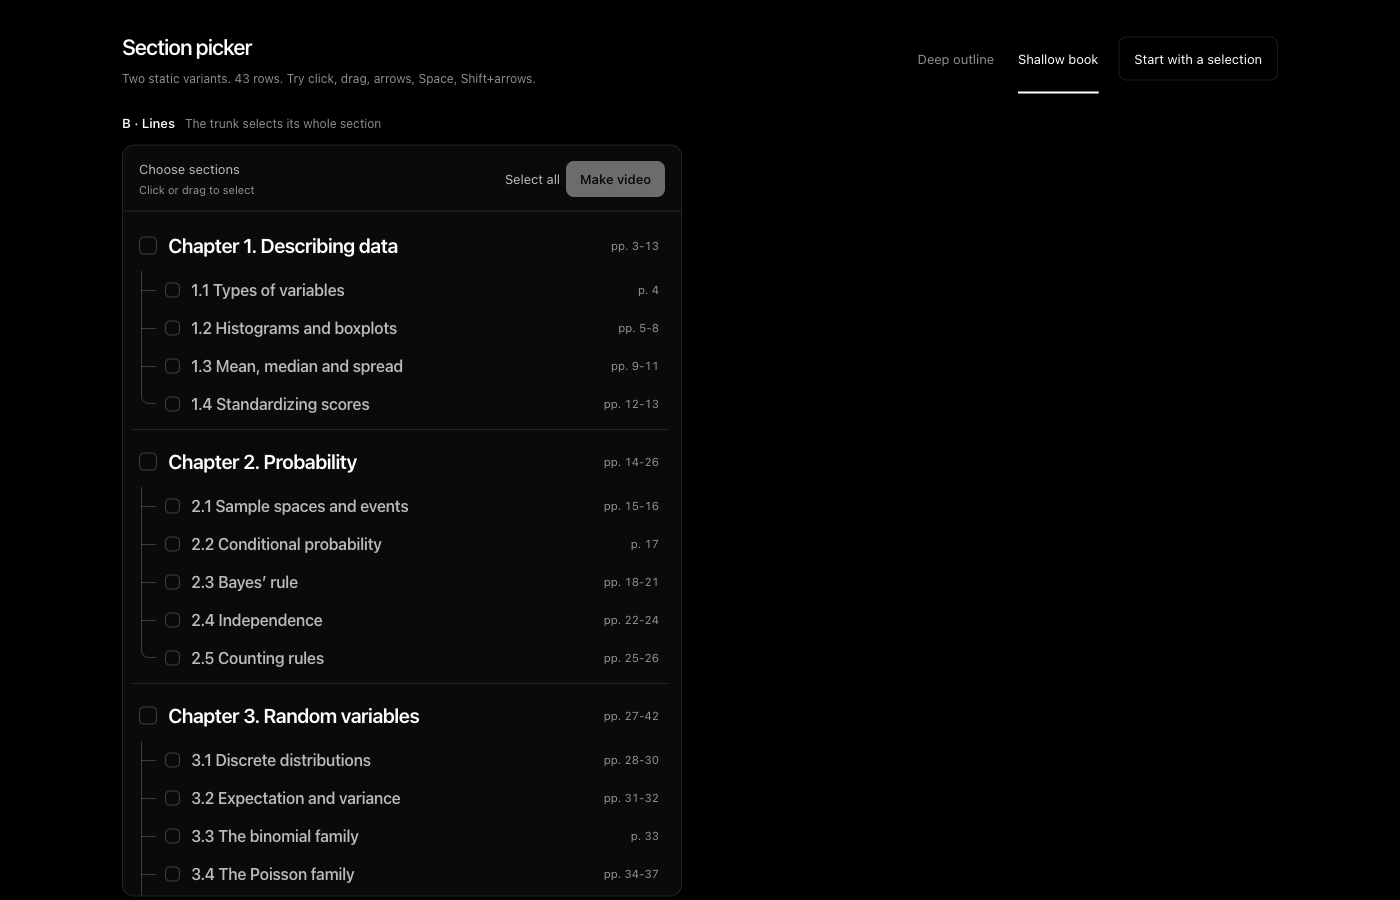 Section picker
Two static variants. 43 rows. Try click, drag, arrows, Space, Shift+arrows.
Deep outline
Shallow book
Start with a selection
B · Lines The trunk selects its whole section
Choose sections
Click or drag to select
Select all
Make video
Chapter 1. Describing data pp. 3-13
1.1 Types of variables p. 4
1.2 Histograms and boxplots pp. 5-8
1.3 Mean, median and spread pp. 9-11
1.4 Standardizing scores pp. 12-13
Chapter 2. Probability pp. 14-26
2.1 Sample spaces and events pp. 15-16
2.2 Conditional probability p. 17
2.3 Bayes’ rule pp. 18-21
2.4 Independence pp. 22-24
2.5 Counting rules pp. 25-26
Chapter 3. Random variables pp. 27-42
3.1 Discrete distributions pp. 28-30
3.2 Expectation and variance pp. 31-32
3.3 The binomial family p. 33
3.4 The Poisson family pp. 34-37